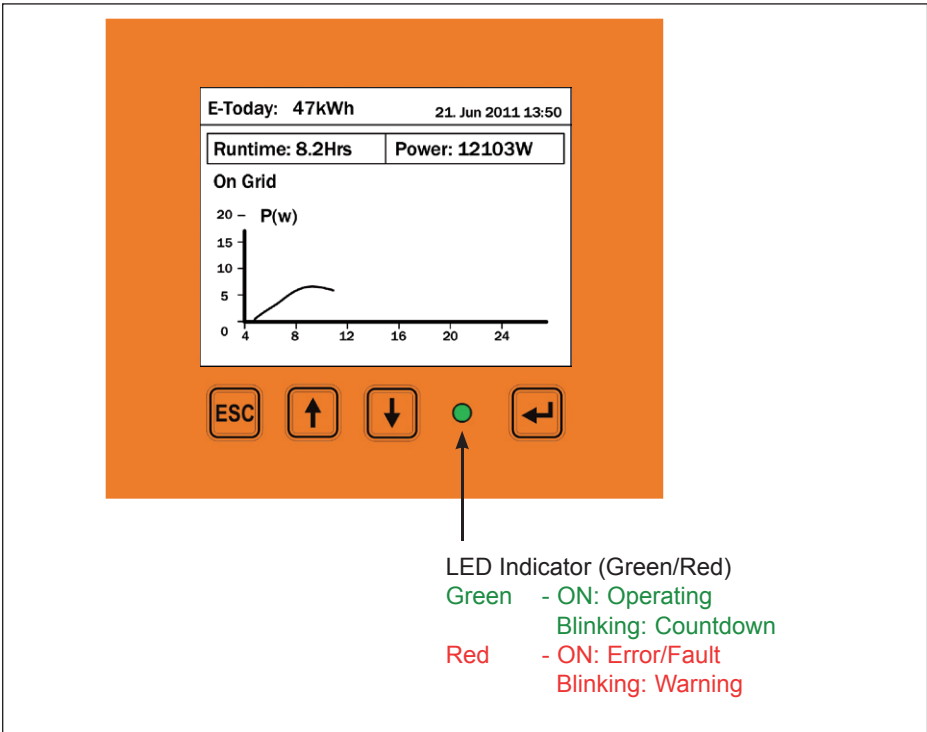 E-Today: 47kWh 21. Jun 2011 13:50
Runtime: 8.2Hrs Power: 12103W
On Grid
20 P(w)
15
10
5
0 4 8 12 16 20 24
ESC
LED Indicator (Green/Red)
Green - ON: Operating
Blinking: Countdown
Red - ON: Error/Fault
Blinking: Warning